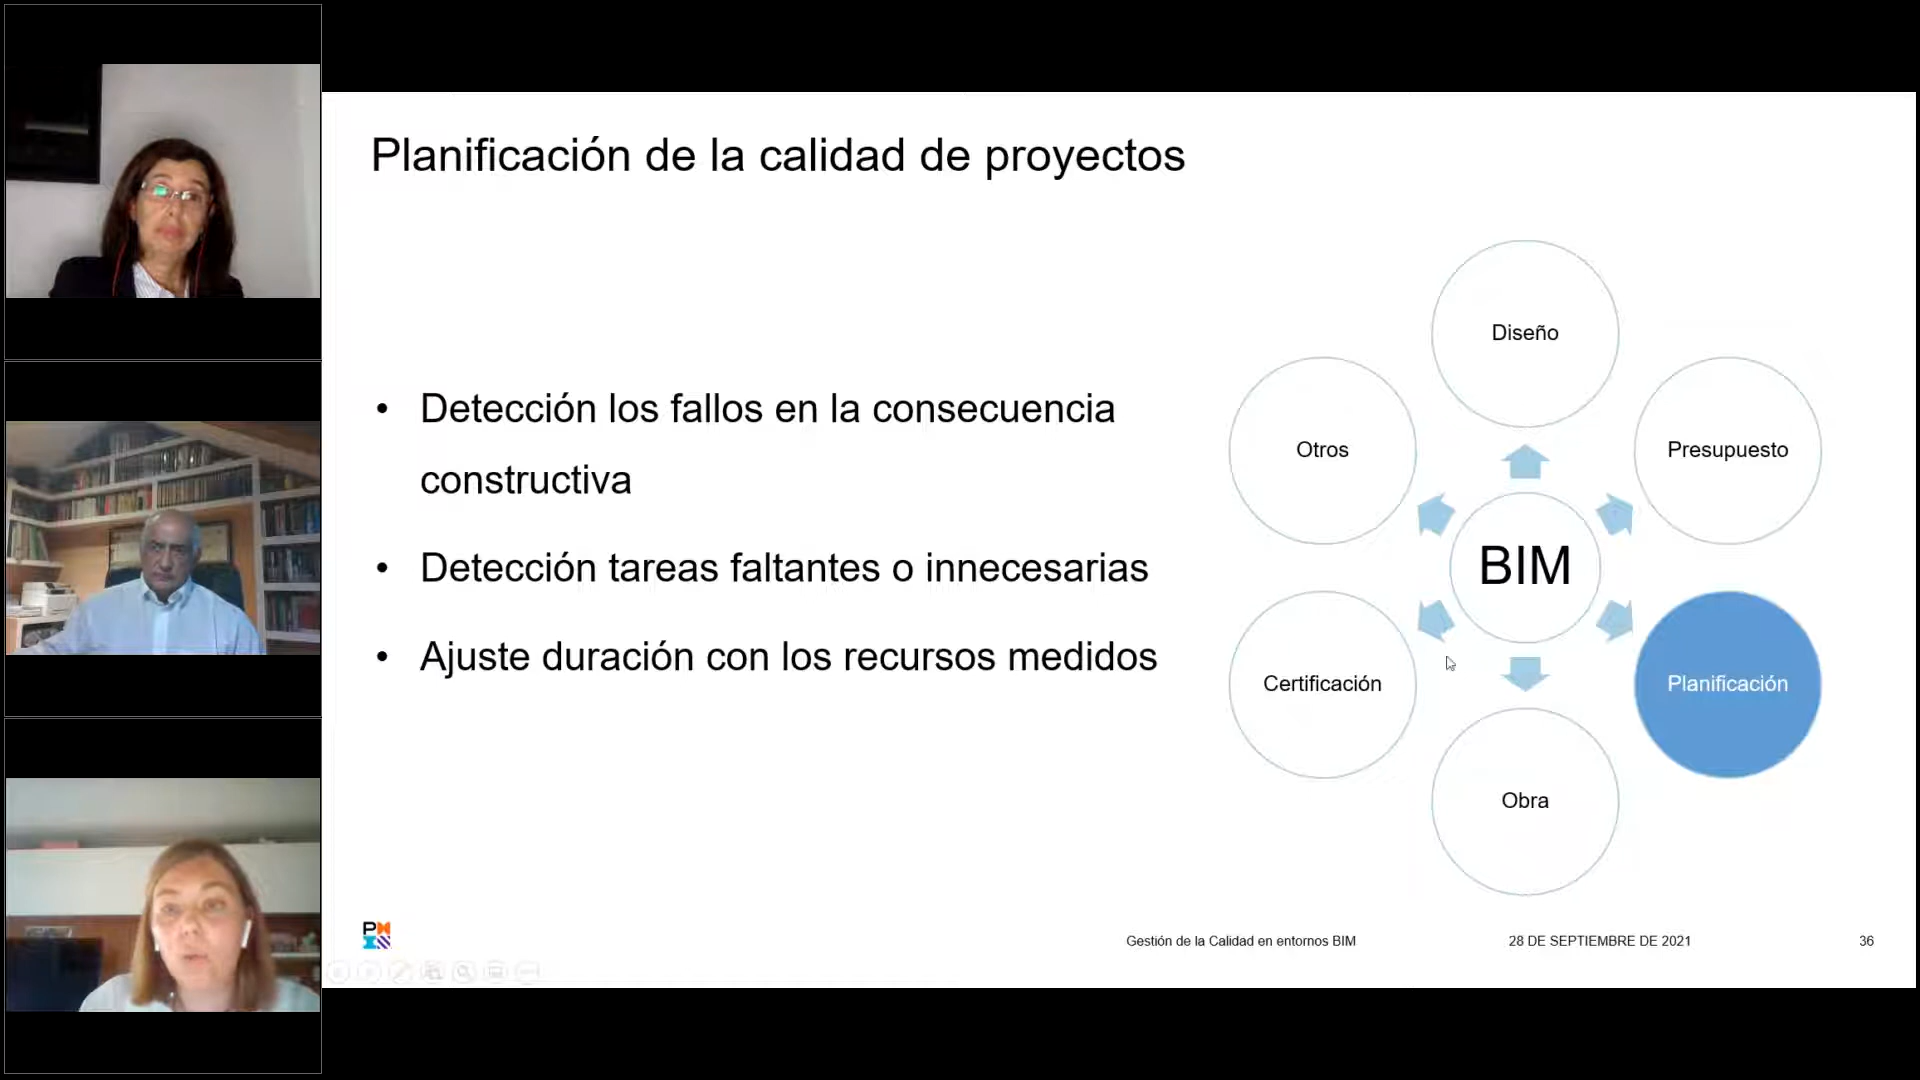 Planificación de la calidad de proyectos
• Detección los fallos en la consecuencia
constructiva
• Detección tareas faltantes o innecesarias
• Ajuste duración con los recursos medidos
Diseño
Otros
Presupuesto
BIM
Certificación
Planificación
Obra
PM
Gestión de la Calidad en entornos BIM
28 DE SEPTIEMBRE DE 2021
36